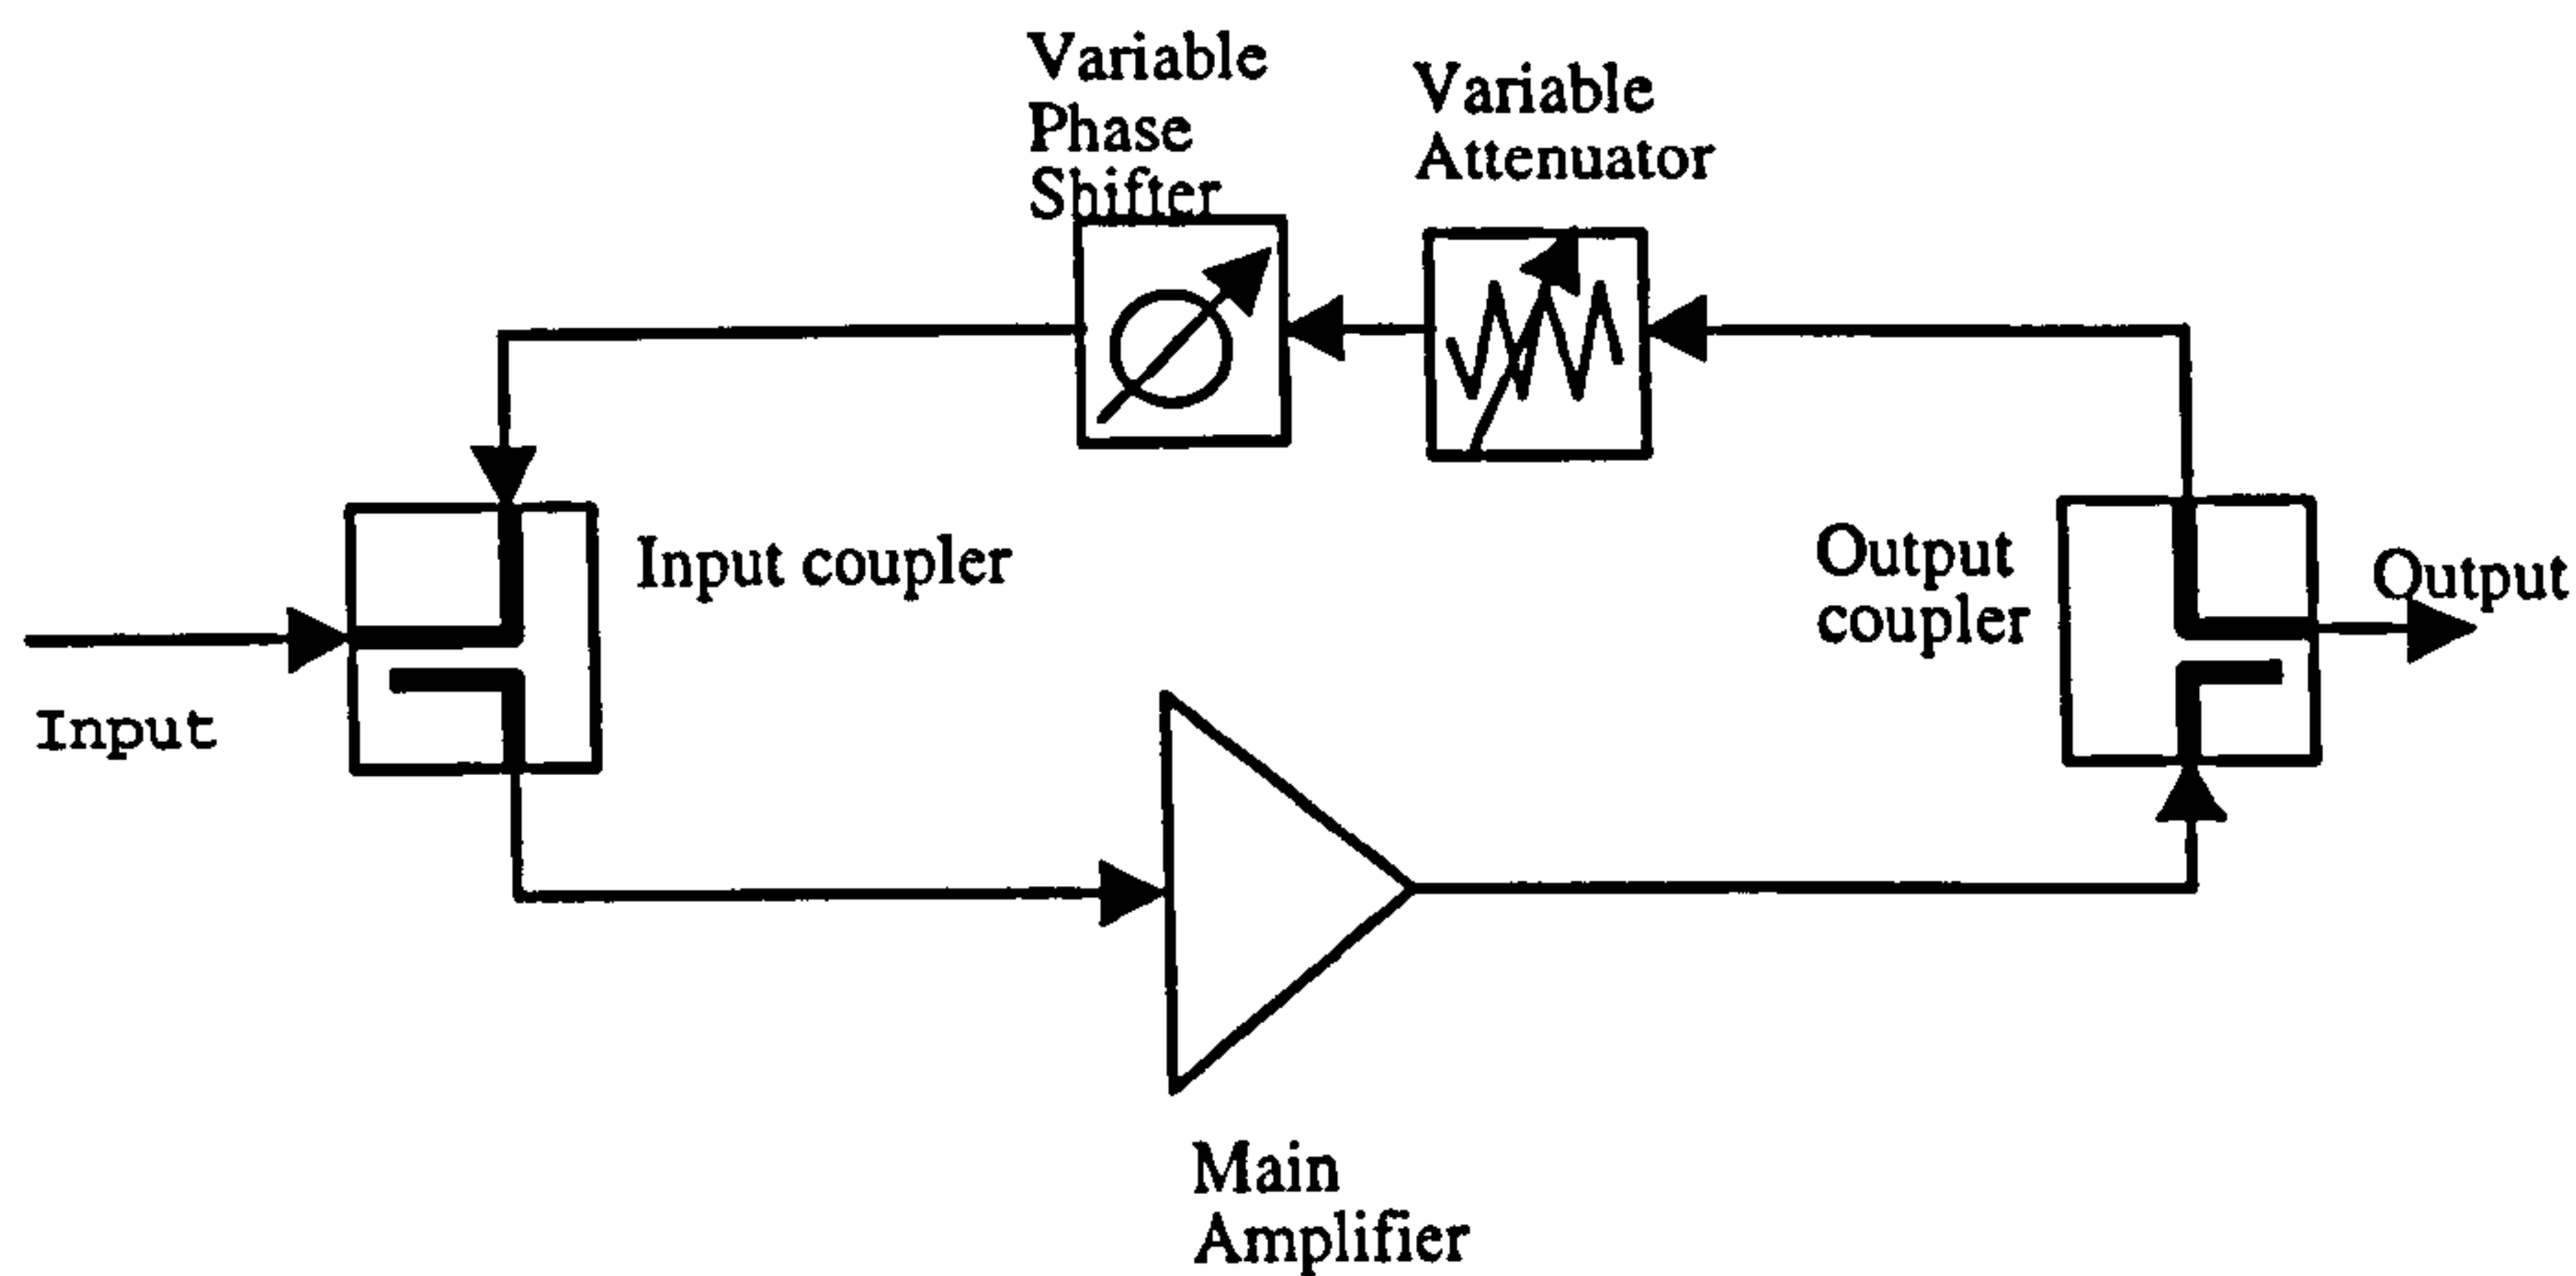 Variable
Phase
Shifter
Variable
Attenuator
Input coupler
Output
coupler
Output
Input
Main
Amplifier